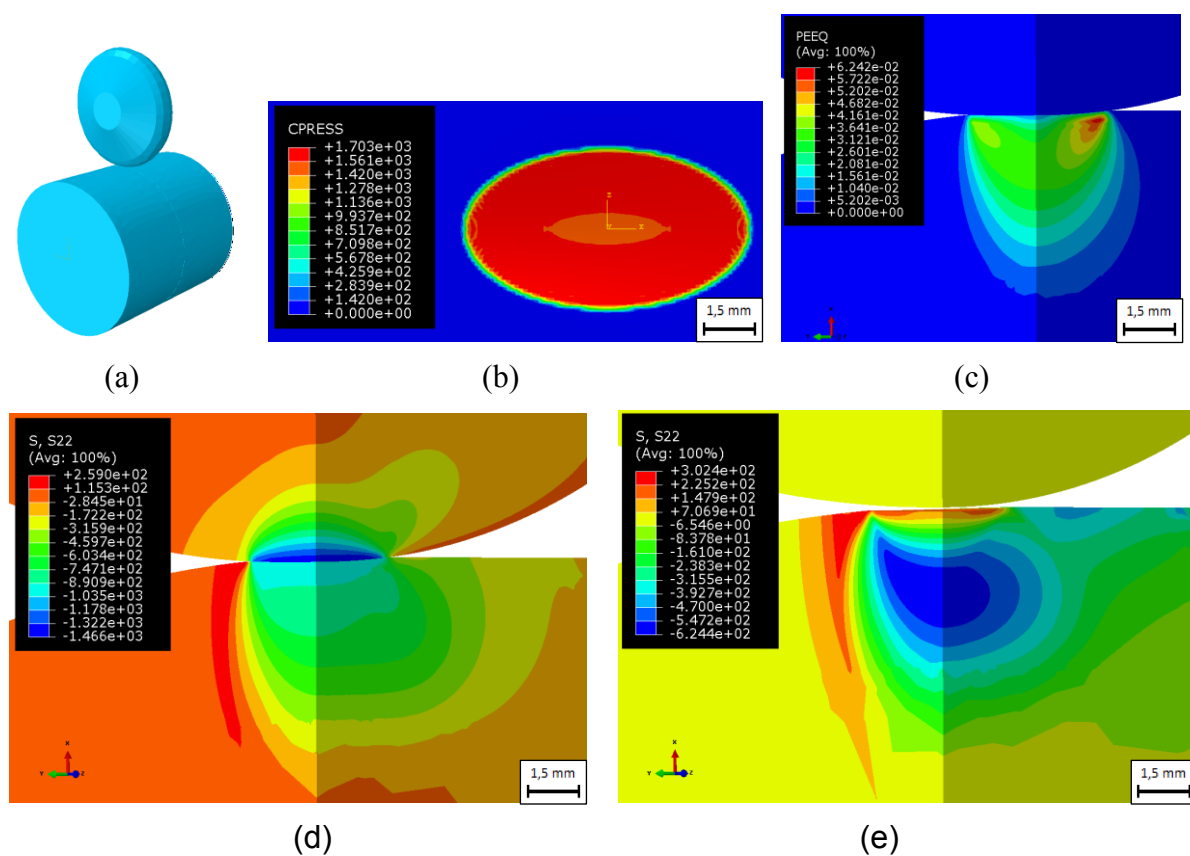 CPRESS
+1.703e+03
+1.561e+03
+1.420e+03
+1.278e+03
+1.136e+03
+9.937e+02
+8.517e+02
+7.098e+02
+5.678e+02
+4.259e+02
+2.839e+02
+1.420e+02
+0.000e+00
1,5 mm
PEEQ
(Avg: 100%)
+6.242e-02
+5.722e-02
+5.202e-02
+4.682e-02
+4.161e-02
+3.641e-02
+3.121e-02
+2.601e-02
+2.081e-02
+1.561e-02
+1.040e-02
+5.202e-03
+0.000e+00
1,5 mm
(a)
(b)
(c)
S, S22
(Avg: 100%)
+2.590e+02
+1.153e+02
-2.845e+01
-1.722e+02
-3.159e+02
-4.597e+02
-6.034e+02
-7.471e+02
-8.909e+02
-1.035e+03
-1.178e+03
-1.322e+03
-1.466e+03
X
Y
Z
1,5 mm
S, S22
(Avg: 100%)
+3.024e+02
+2.252e+02
+1.479e+02
+7.069e+01
-6.546e+00
-8.378e+01
-1.610e+02
-2.383e+02
-3.155e+02
-3.927e+02
-4.700e+02
-5.472e+02
-6.244e+02
X
Y
Z
1,5 mm
(d)
(e)